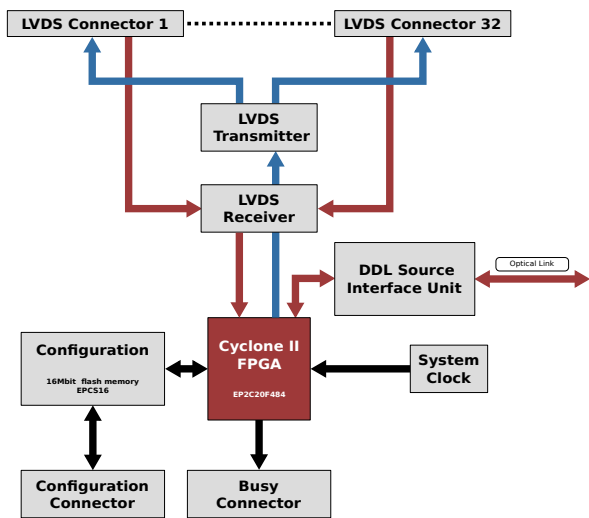 LVDS Connector 1
LVDS Connector 32
LVDS
Transmitter
LVDS
Receiver
DDL Source
Interface Unit
Optical Link
Cyclone II
FPGA
EP2C20F484
Configuration
16Mbit flash memory
EPCS16
System
Clock
Configuration
Connector
Busy
Connector